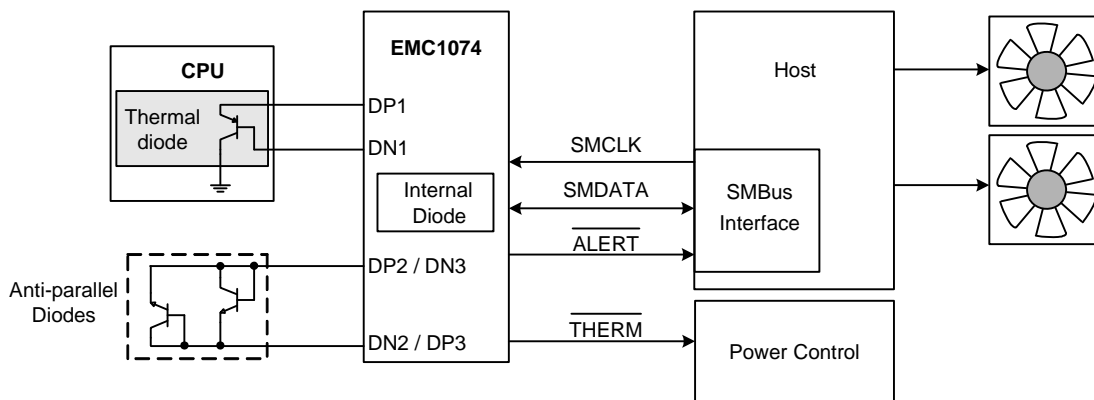 EMC1074
CPU
Thermal
diode
DP1
DN1
Internal
Diode
Anti-parallel
Diodes
DP2 / DN3
DN2 / DP3
SMCLK
SMDATA
ALERT
THERM
Host
SMBus
Interface
Power Control